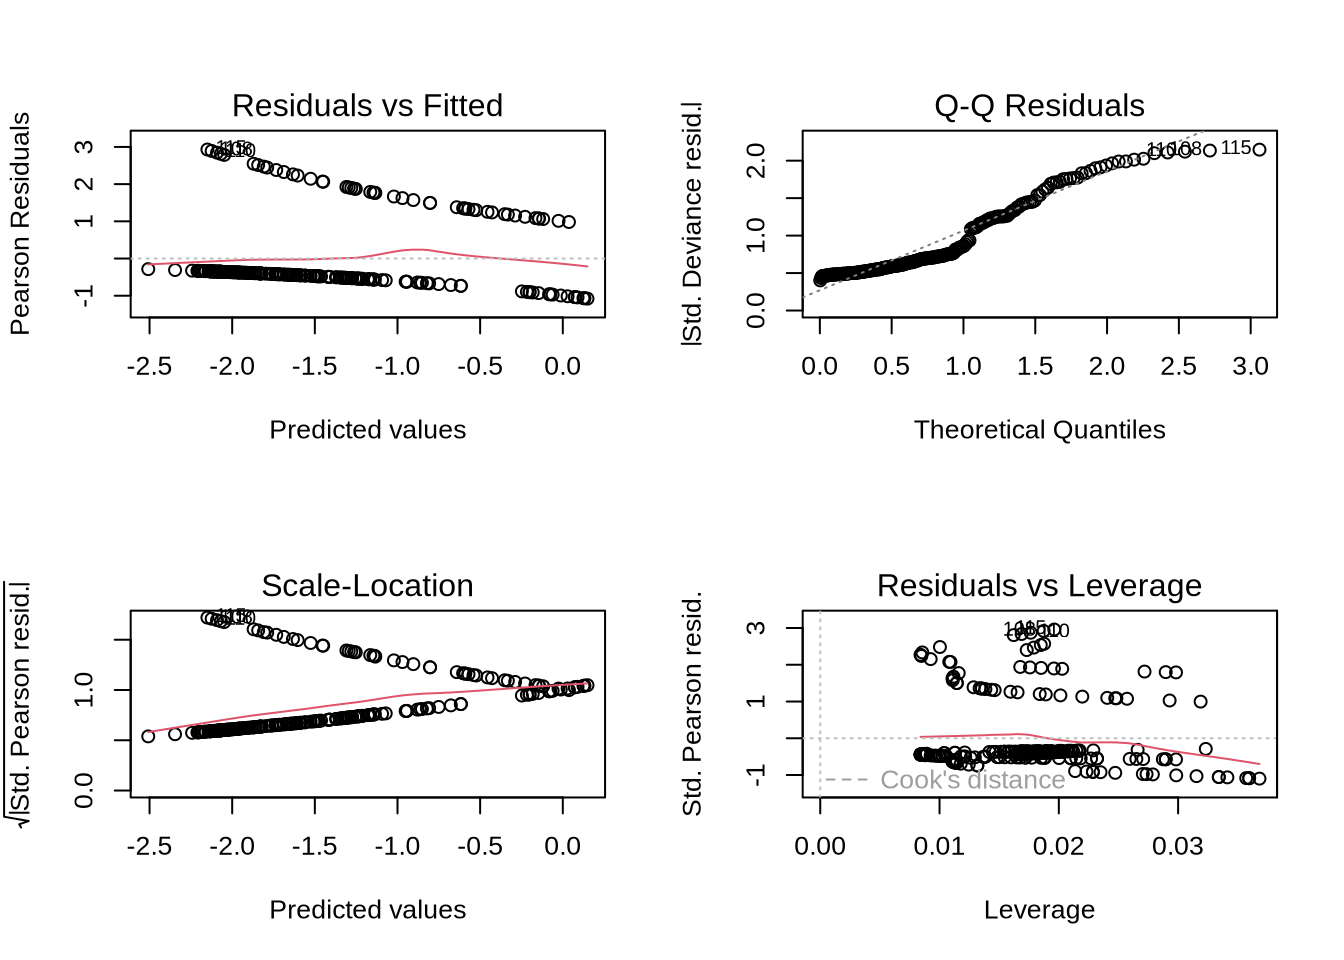 Residuals vs Fitted
Pearson Residuals
3
2
1
-1
-2.5 -2.0 -1.5 -1.0 -0.5 0.0
Predicted values
Q-Q Residuals
|Std. Deviance resid.|
2.0
1.0
0.0
108 115
0.0 0.5 1.0 1.5 2.0 2.5 3.0
Theoretical Quantiles
Scale-Location
√|Std. Pearson resid.|
1.0
0.0
-2.5 -2.0 -1.5 -1.0 -0.5 0.0
Predicted values
Residuals vs Leverage
Std. Pearson resid.
3
1
-1
Cook's distance
0.00 0.01 0.02 0.03
Leverage